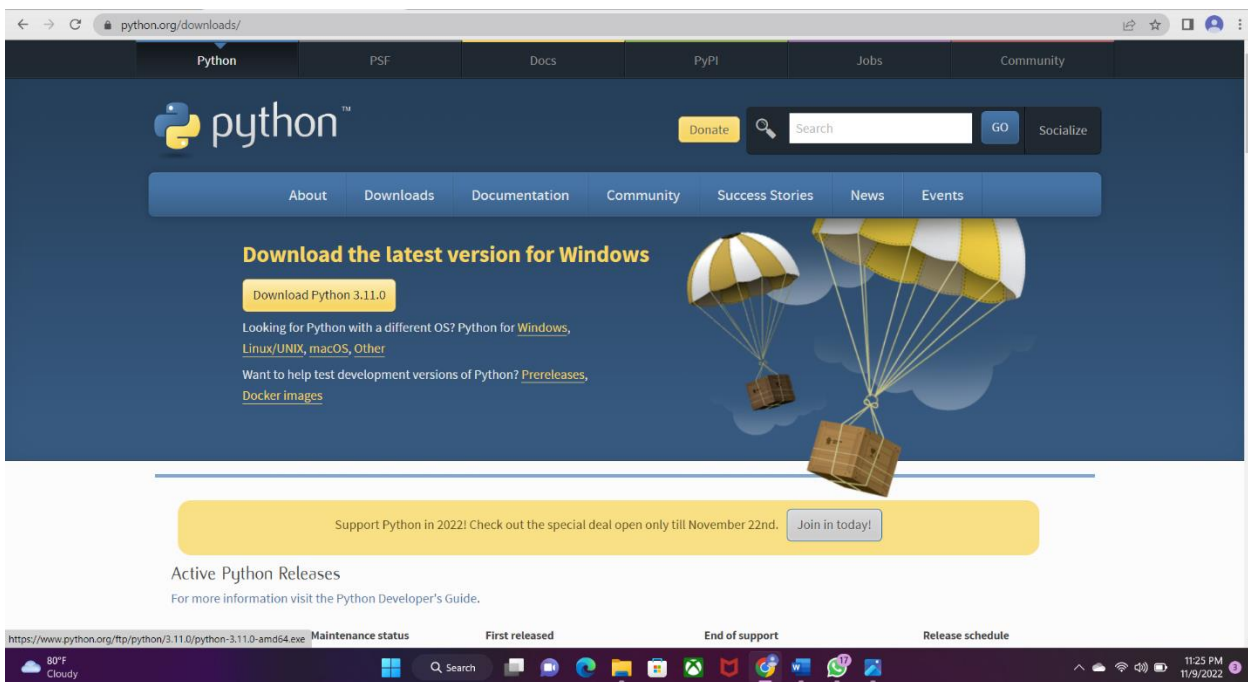 python.org/downloads/
Python PSF Docs PyPI Jobs Community
python™
Donate Search GO Socialize
About Downloads Documentation Community Success Stories News Events
Download the latest version for Windows
Download Python 3.11.0
Looking for Python with a different OS? Python for Windows,
Linux/UNIX, macOS, Other
Want to help test development versions of Python? Prereleases,
Docker images
Support Python in 2022! Check out the special deal open only till November 22nd. Join in today!
Active Python Releases
For more information visit the Python Developer's Guide.
https://www.python.org/ftp/python/3.11.0/python-3.11.0-amd64.exe Maintenance status First released End of support Release schedule
80°F
Cloudy
Search
17
11:25 PM
11/9/2022
3